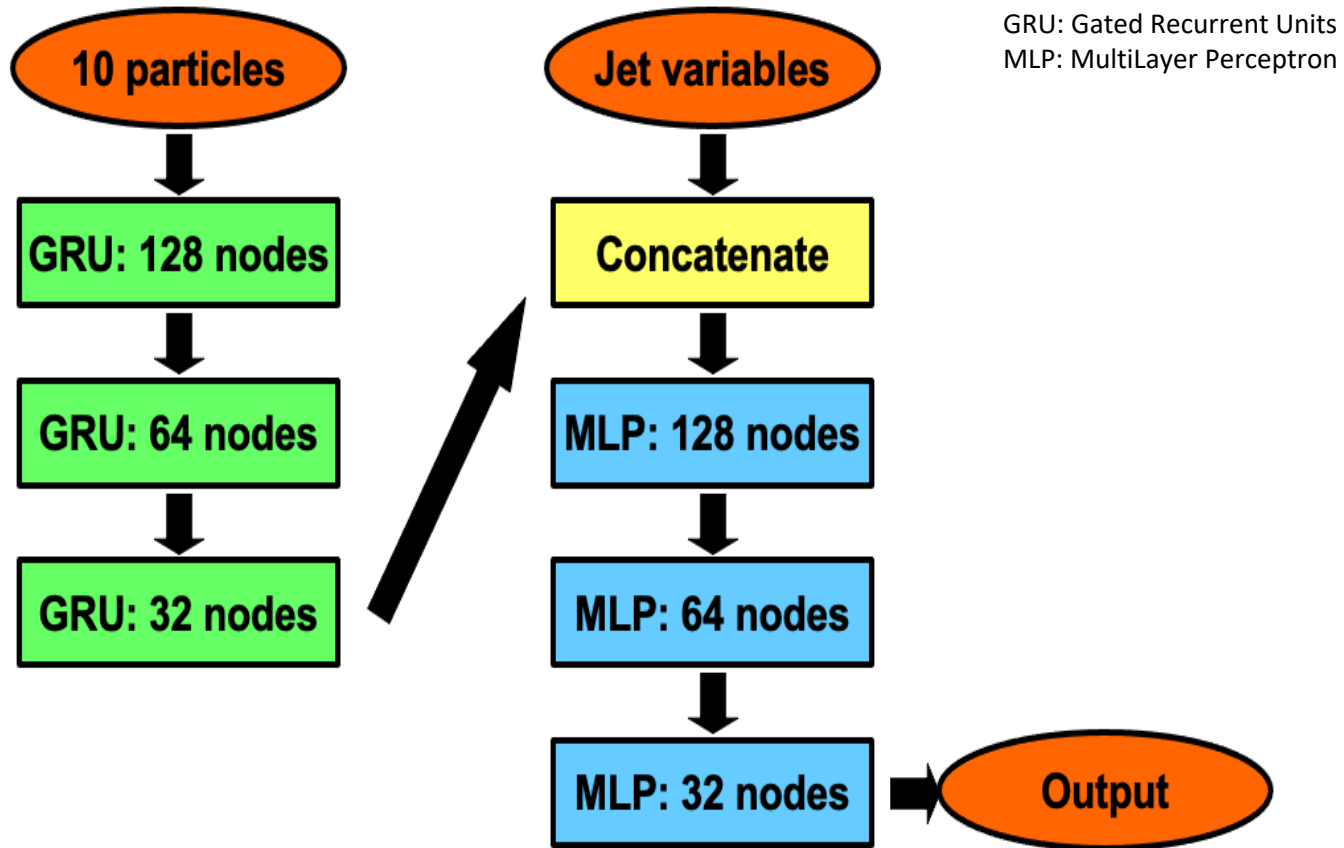 10 particles
GRU: 128 nodes
GRU: 64 nodes
GRU: 32 nodes
Jet variables
Concatenate
MLP: 128 nodes
MLP: 64 nodes
MLP: 32 nodes
Output
GRU: Gated Recurrent Units
MLP: MultiLayer Perceptron